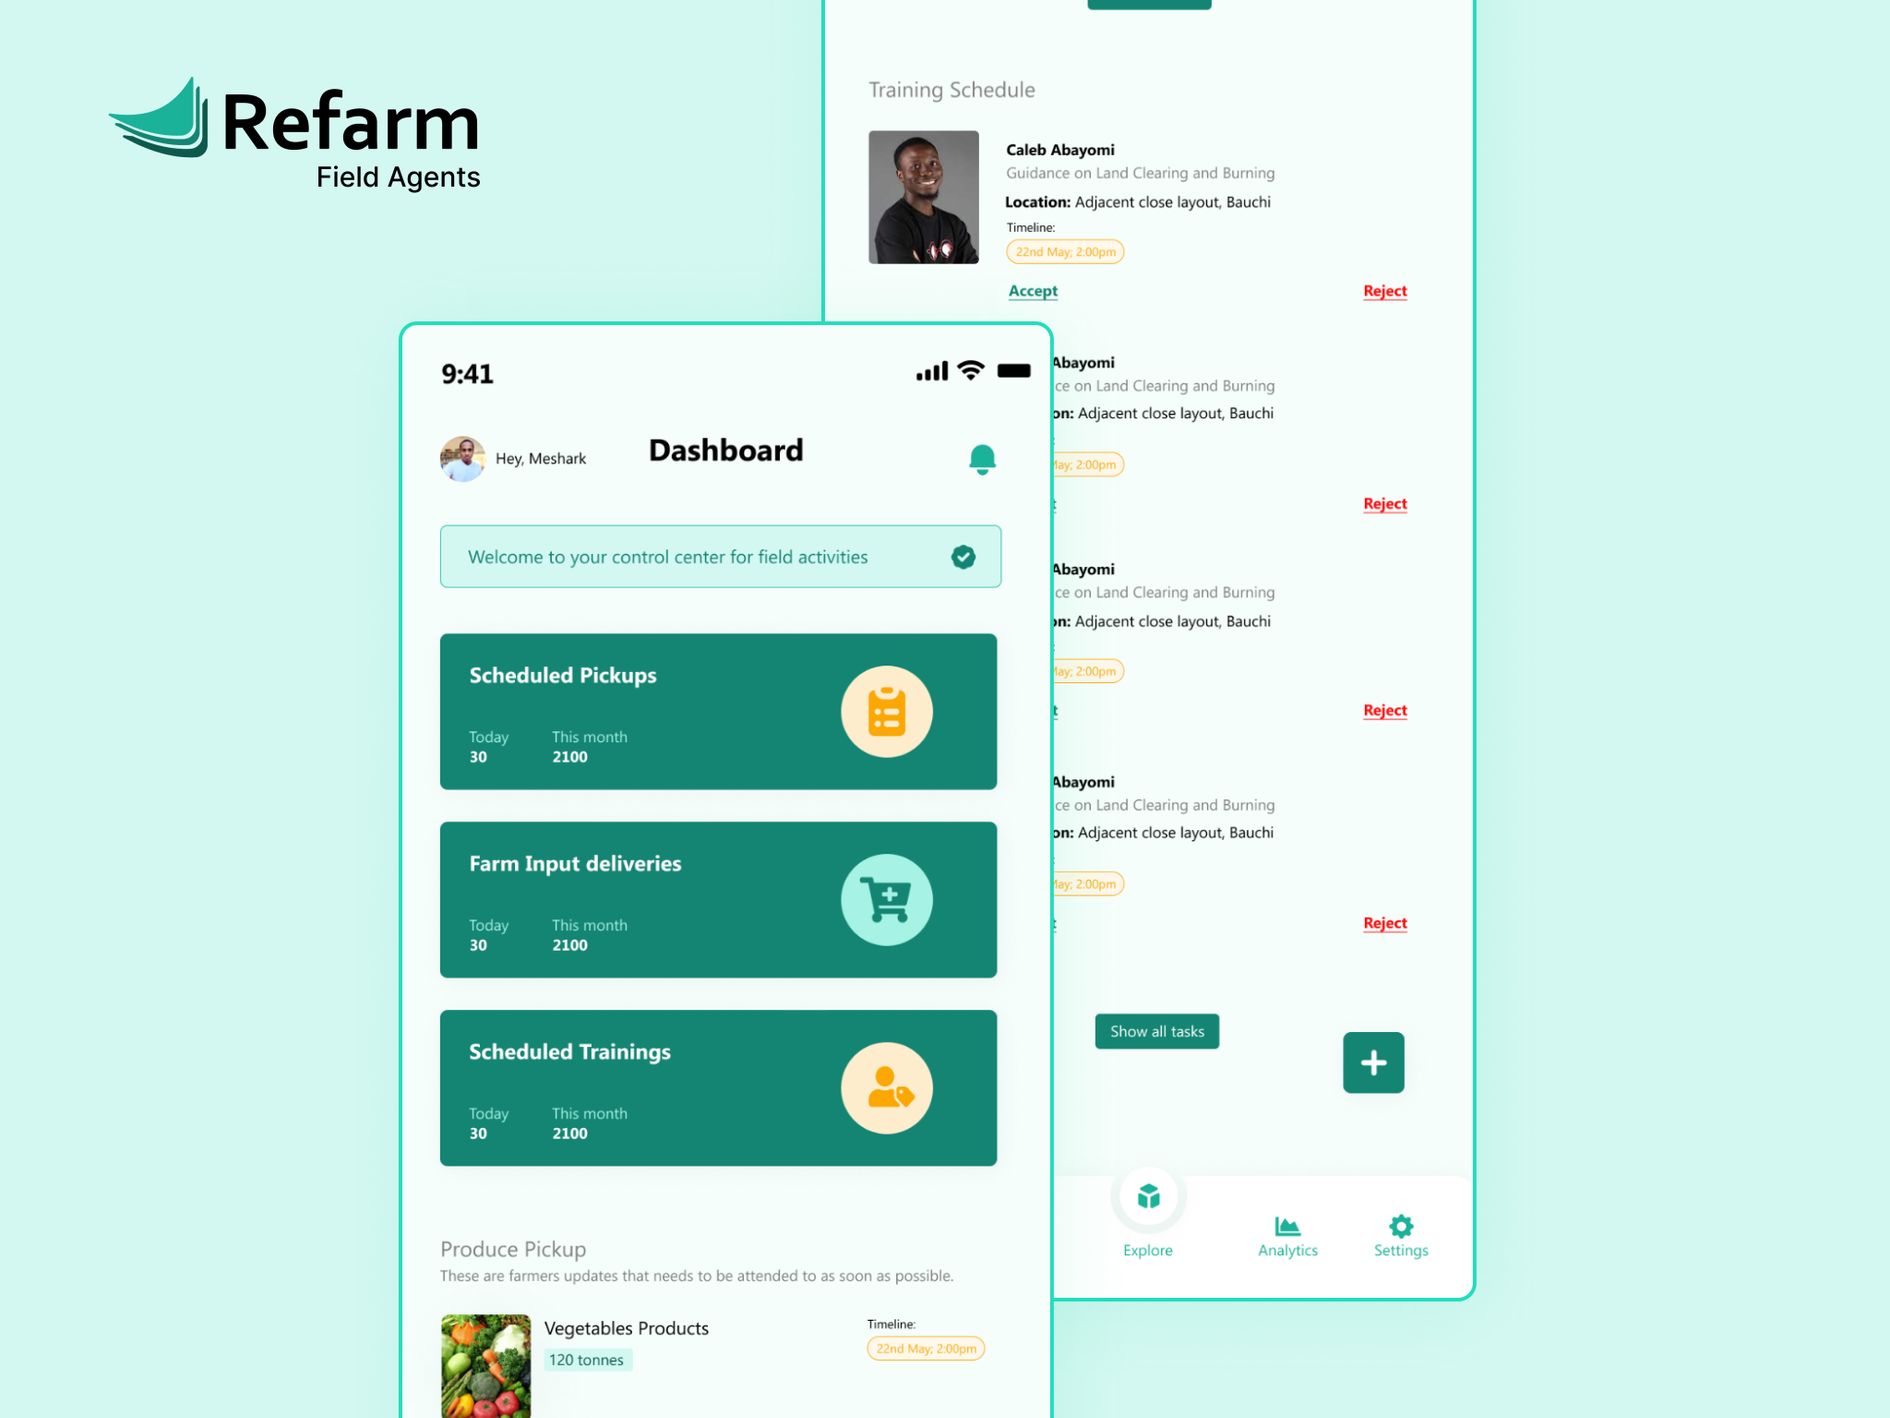 Refarm
Field Agents
9:41
Hey, Meshark
Dashboard
Welcome to your control center for field activities
Scheduled Pickups
Today
30
This month
2100
Farm Input deliveries
Today
30
This month
2100
Scheduled Trainings
Today
30
This month
2100
Produce Pickup
These are farmers updates that needs to be attended to as soon as possible.
Vegetables Products
120 tonnes
Timeline:
22nd May; 2:00pm
Training Schedule
Caleb Abayomi
Guidance on Land Clearing and Burning
Location: Adjacent close layout, Bauchi
Timeline:
22nd May; 2:00pm
Accept
Reject
Abayomi
ce on Land Clearing and Burning
on: Adjacent close layout, Bauchi
May; 2:00pm
Reject
Abayomi
ce on Land Clearing and Burning
on: Adjacent close layout, Bauchi
May; 2:00pm
Reject
Abayomi
ce on Land Clearing and Burning
on: Adjacent close layout, Bauchi
May; 2:00pm
Reject
Show all tasks
Explore
Analytics
Settings